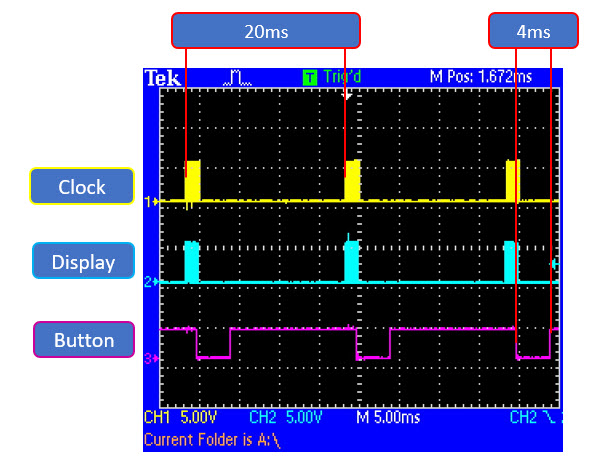 20ms 4ms
Tek T Trig'd M Pos: 1.672ms
Clock 1
Display 2
Button 3
CH1 5.00V CH2 5.00V M 5.00ms CH2
Current Folder is A:\